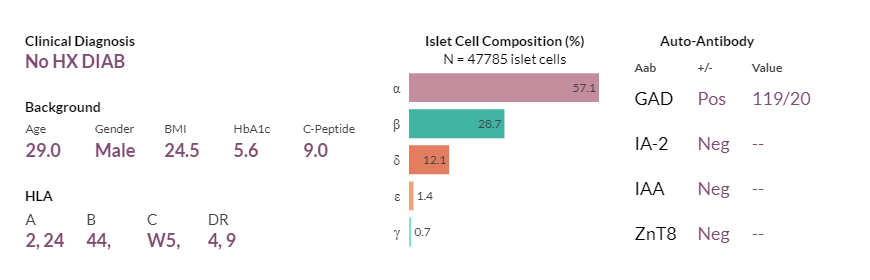 Clinical Diagnosis
No HX DIAB
Background
Age Gender BMI HbA1c C-Peptide
29.0 Male 24.5 5.6 9.0
HLA
A B C DR
2, 24 44, W5, 4, 9
Islet Cell Composition (%)
N = 47785 islet cells
α 57.1
β 28.7
δ 12.1
ε 1.4
γ 0.7
Auto-Antibody
Aab +/- Value
GAD Pos 119/20
IA-2 Neg --
IAA Neg --
ZnT8 Neg --